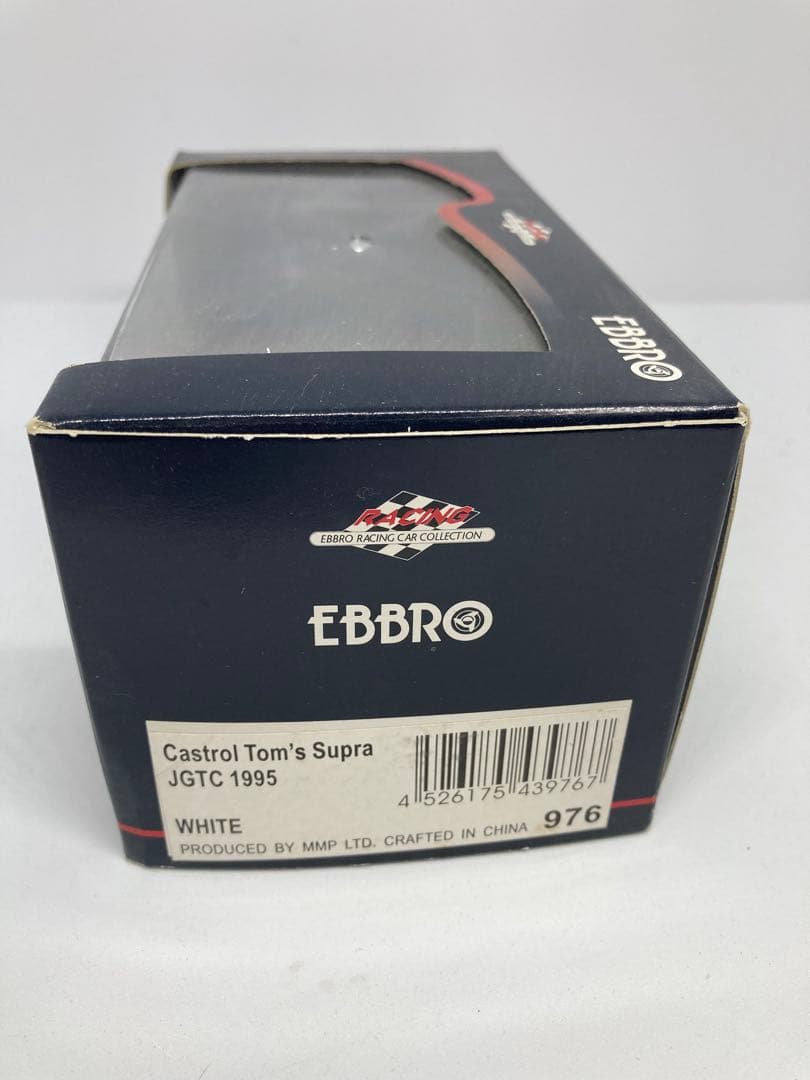 EBBRO
RACING
EBBRO RACING CAR COLLECTION
EBBRO
Castrol Tom's Supra
JGTC 1995
4 526175 439767
WHITE
976
PRODUCED BY MMP LTD. CRAFTED IN CHINA